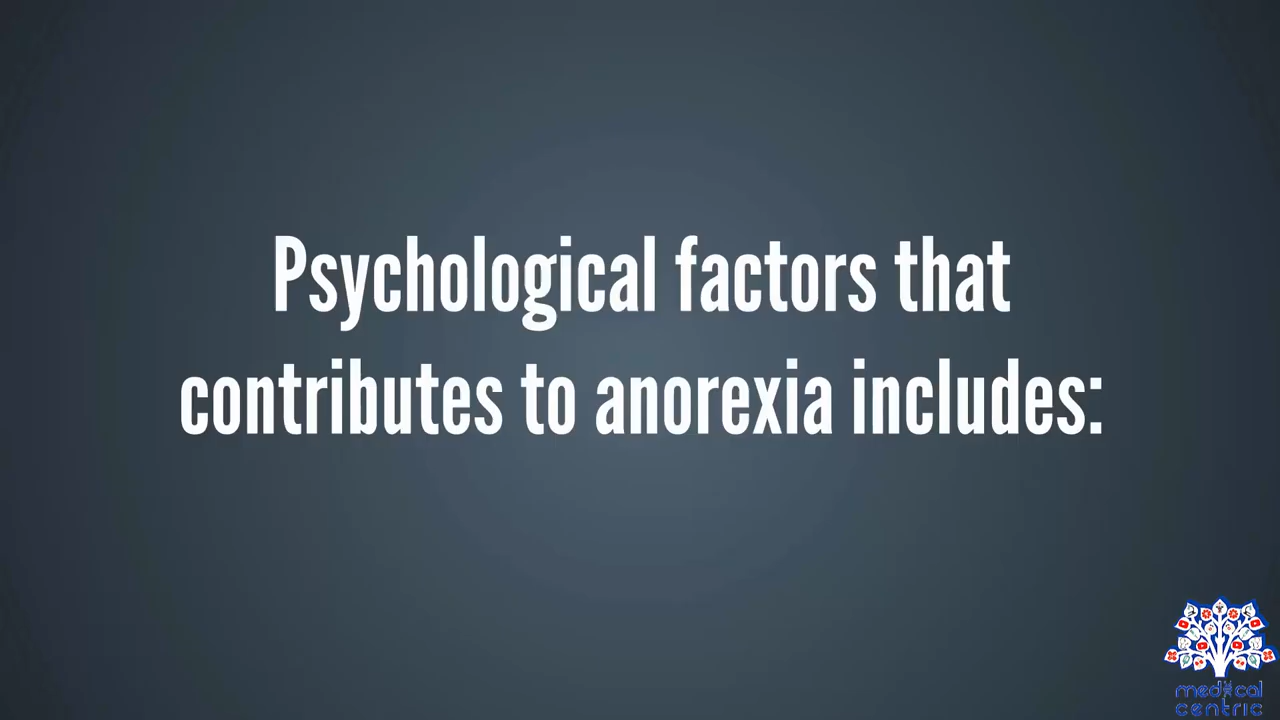 Psychological factors that
contributes to anorexia includes:
medical
centric